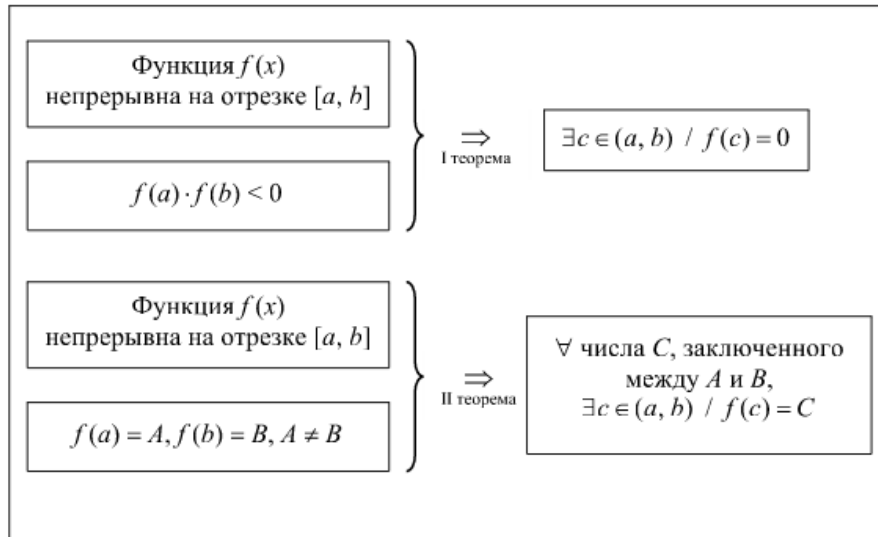 Функция f(x)
непрерывна на отрезке [a, b]
f(a)·f(b) < 0
⇒
I теорема
∃c∈(a, b) / f(c)=0
Функция f(x)
непрерывна на отрезке [a, b]
f(a) = A, f(b) = B, A ≠ B
⇒
II теорема
∀ числа C, заключенного
между A и B,
∃c∈(a, b) / f(c)=C